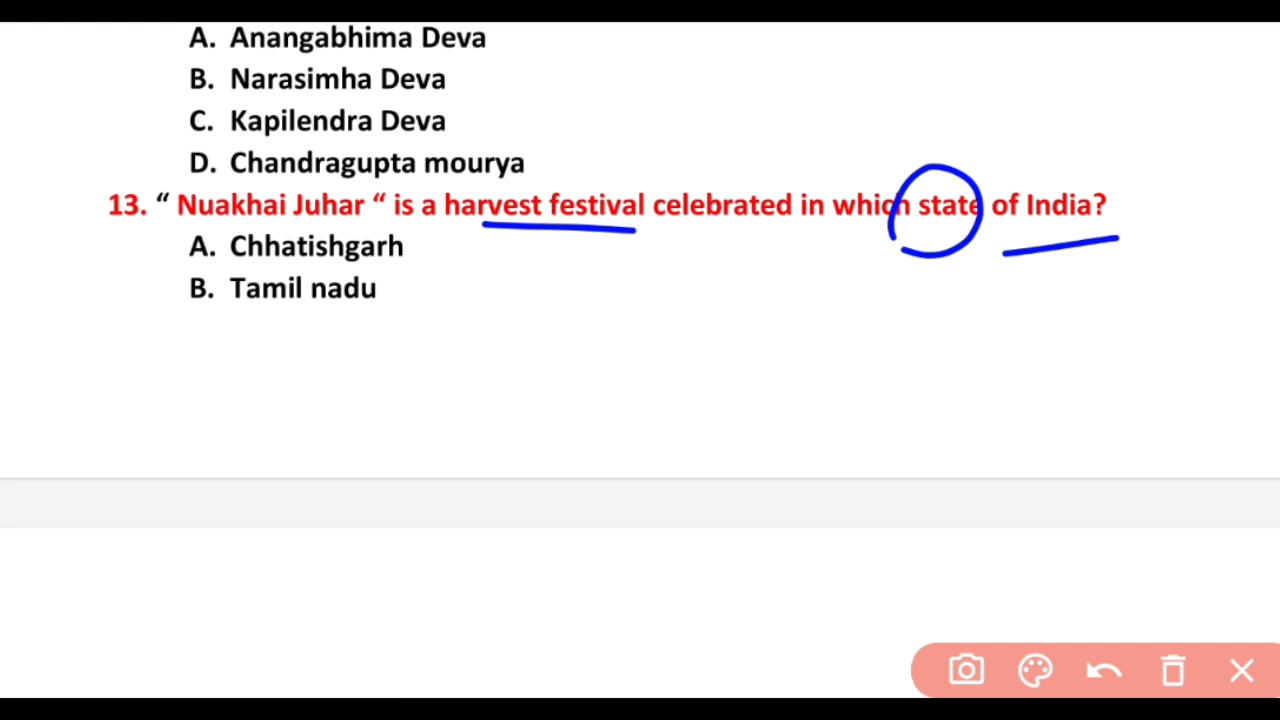 A. Anangabhima Deva
B. Narasimha Deva
C. Kapilendra Deva
D. Chandragupta mourya
13. “ Nuakhai Juhar “ is a harvest festival celebrated in which state of India?
A. Chhatishgarh
B. Tamil nadu